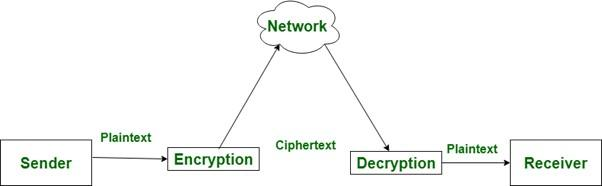 Network
Plaintext
Ciphertext
Plaintext
Sender
Encryption
Decryption
Receiver